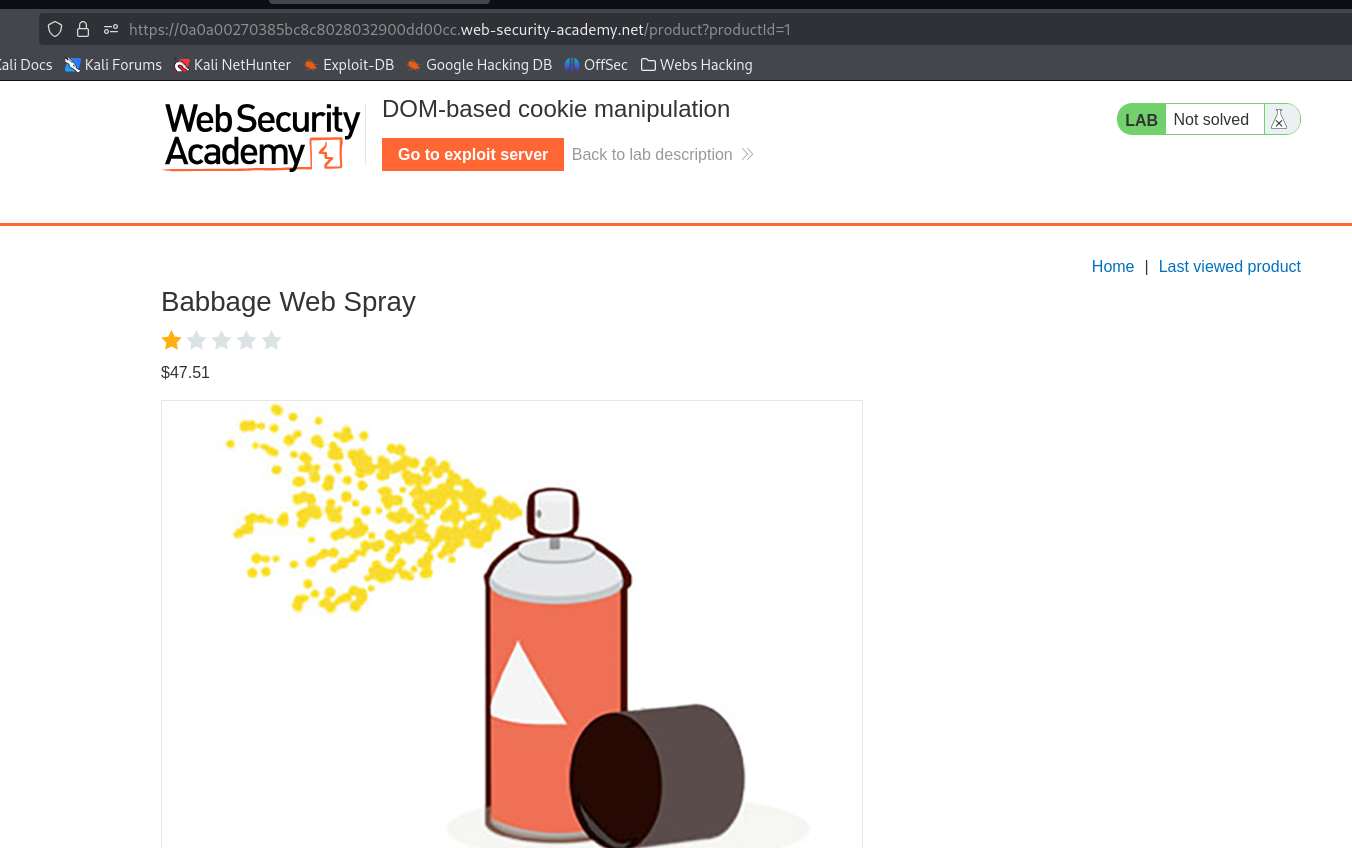 https://0a0a00270385bc8c8028032900dd00cc.web-security-academy.net/product?productId=1
ali Docs Kali Forums Kali NetHunter Exploit-DB Google Hacking DB OffSec Webs Hacking
WebSecurity
Academy
DOM-based cookie manipulation
Go to exploit server Back to lab description
LAB Not solved
Home | Last viewed product
Babbage Web Spray
$47.51